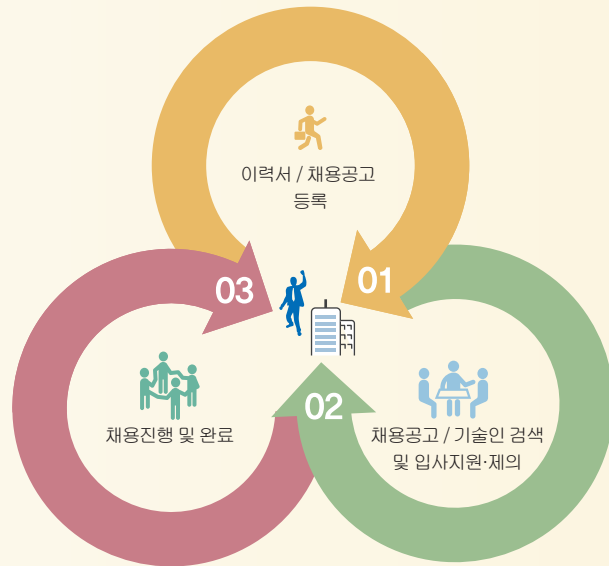 이력서 / 채용공고
등록
01
채용공고 / 기술인 검색
및 입사지원·제의
02
채용진행 및 완료
03